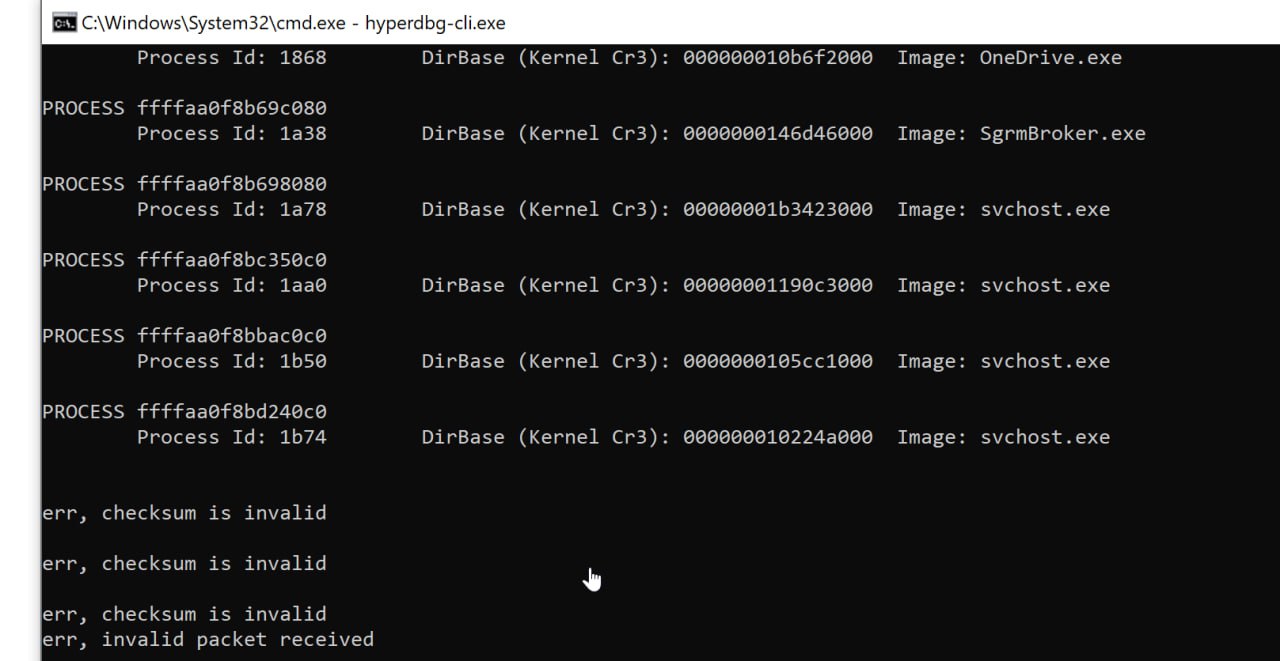 C:\Windows\System32\cmd.exe - hyperdbg-cli.exe
Process Id: 1868 DirBase (Kernel Cr3): 000000010b6f2000 Image: OneDrive.exe
PROCESS ffffaa0f8b69c080
Process Id: 1a38 DirBase (Kernel Cr3): 0000000146d46000 Image: SgrmBroker.exe
PROCESS ffffaa0f8b698080
Process Id: 1a78 DirBase (Kernel Cr3): 00000001b3423000 Image: svchost.exe
PROCESS ffffaa0f8bc350c0
Process Id: 1aa0 DirBase (Kernel Cr3): 00000001190c3000 Image: svchost.exe
PROCESS ffffaa0f8bbac0c0
Process Id: 1b50 DirBase (Kernel Cr3): 0000000105cc1000 Image: svchost.exe
PROCESS ffffaa0f8bd240c0
Process Id: 1b74 DirBase (Kernel Cr3): 000000010224a000 Image: svchost.exe
err, checksum is invalid
err, checksum is invalid
err, checksum is invalid
err, invalid packet received